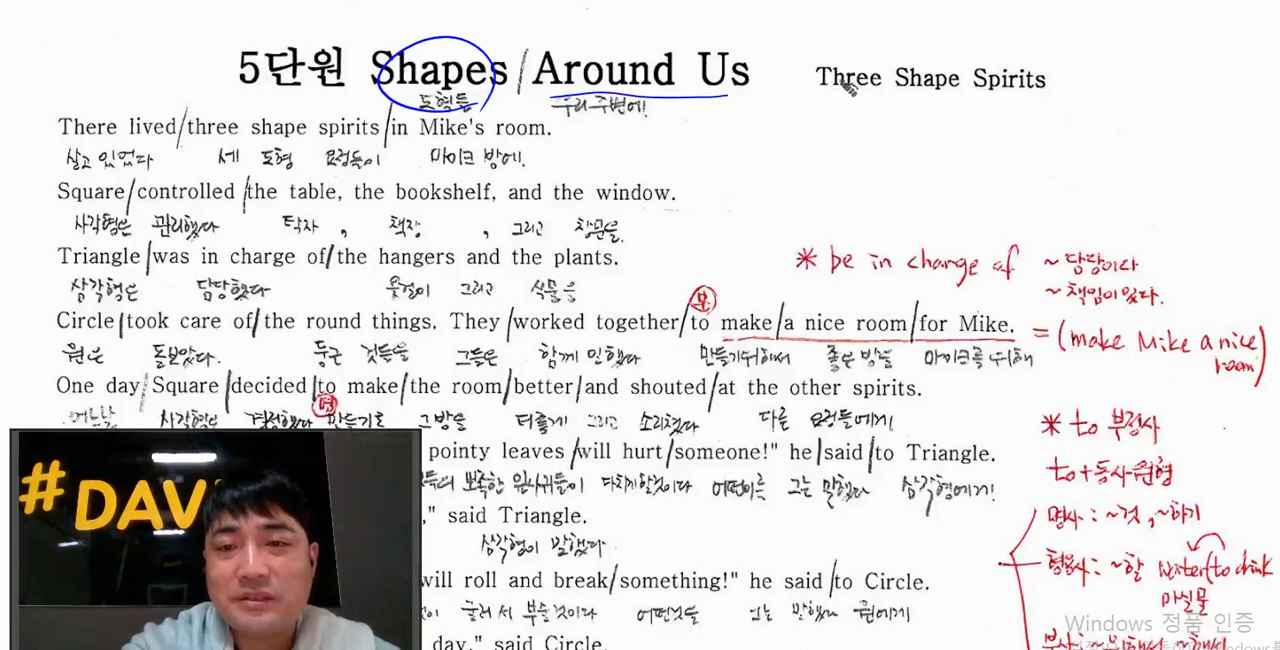 5단원 Shapes / Around Us Three Shape Spirits
도형들 우리 주변에!
There lived/three shape spirits/in Mike's room.
살고 있었다 세 도형 요정들이 마이크 방에.
Square/controlled/the table, the bookshelf, and the window.
사각형은 관리했다 탁자, 책장, 그리고 창문을.
Triangle/was in charge of/the hangers and the plants.
삼각형은 담당했다 옷걸이 그리고 식물을
* be in charge of ~담당이다
~책임이 있다.
Circle/took care of/the round things. They/worked together/to make/a nice room/for Mike.
부
= (make Mike a nice room)
원은 돌보았다. 둥근 것들을 그들은 함께 일했다 만들기위해서 좋은 방을 마이크를 위해
One day/Square/decided/to make/the room/better/and shouted/at the other spirits.
명
어느날 사각형은 결정했다 만들기로 그방을 더 좋게 그리고 소리쳤다 다른 요정들에게
* to 부정사
pointy leaves/will hurt/someone!" he/said/to Triangle.
to+동사원형
뾰족한 잎사귀들이 다치게할것이다 어떤이를 그는 말했다 삼각형에게!
," said Triangle.
명사: ~것, ~하기
삼각형이 말했다.
형용사: ~할 water(to drink
마실물
will roll and break/something!" he said/to Circle.
굴러서 부술것이다 어떤것을 그는 말했다 원에게
day," said Circle.
#DAV
Windows 정품 인증